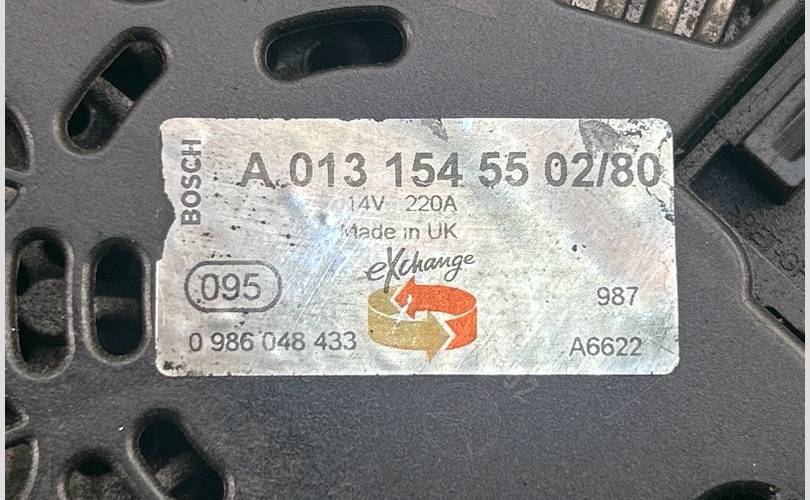 BOSCH
A 013 154 55 02/80
14V 220A
Made in UK
eXchange
095
987
0 986 048 433
A6622